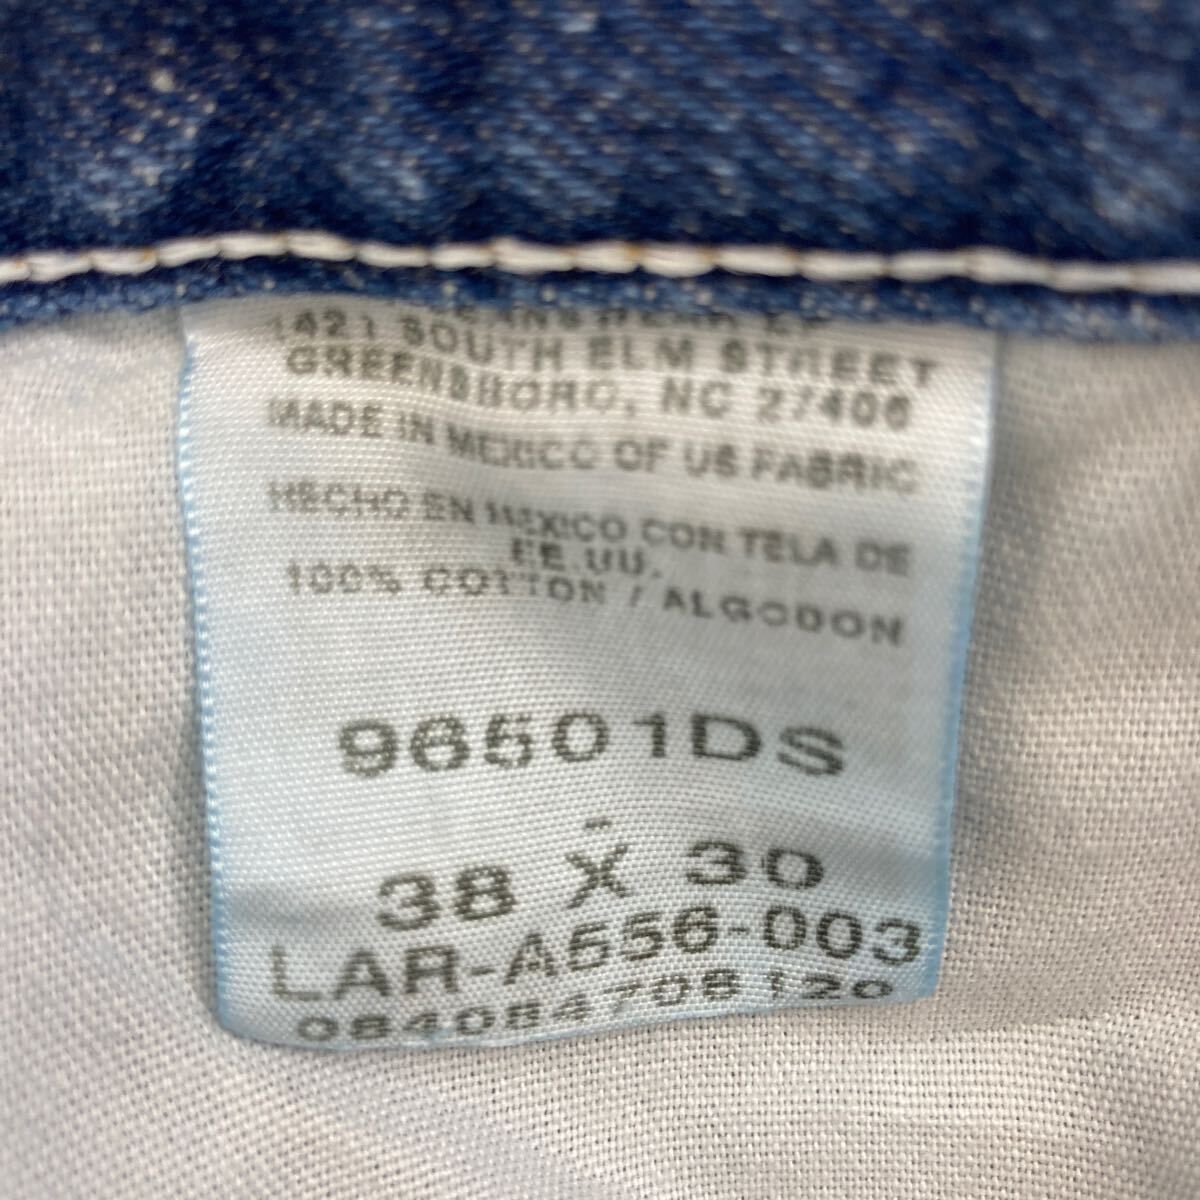 1421 SOUTH ELM STREET
GREENSBORO, NC 27406
MADE IN MEXICO OF US FABRIC
HECHO EN MEXICO CON TELA DE
EE.UU.
100% COTTON / ALGODON
96501DS
38 X 30
LAR-A656-003
084084708120